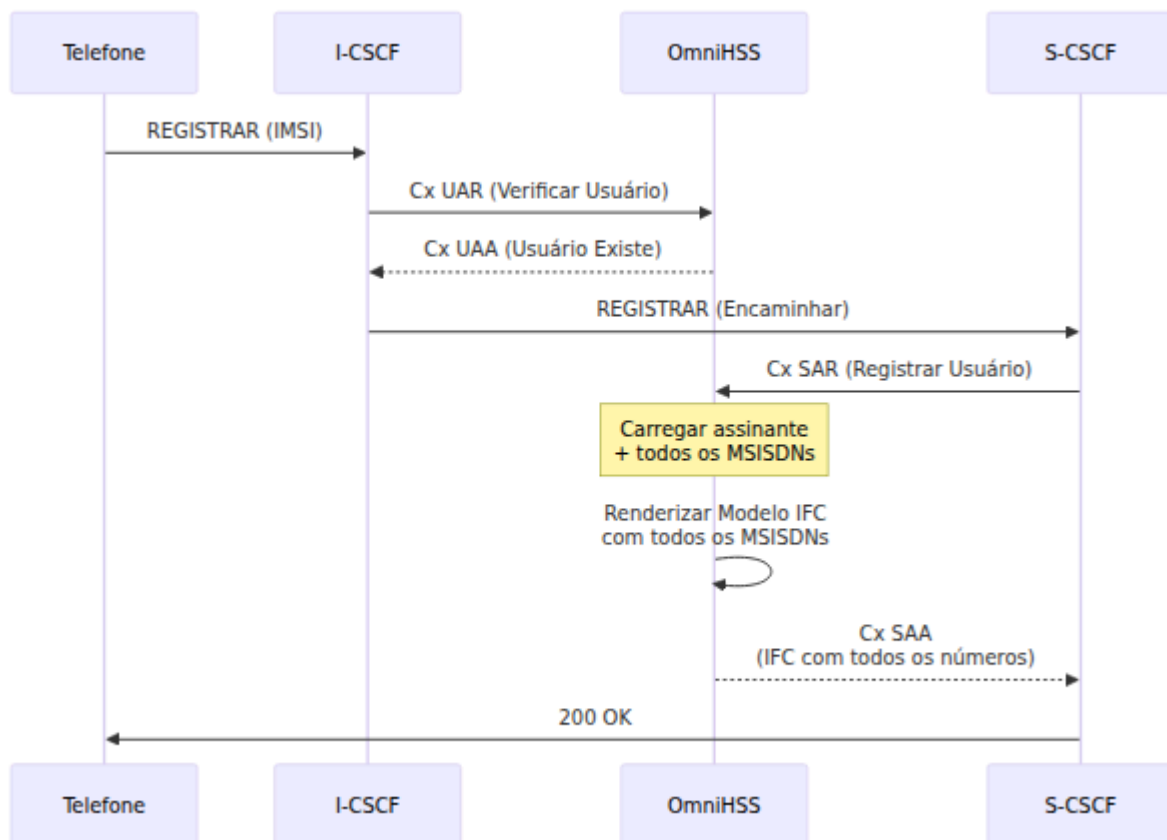 Telefone
I-CSCF
OmniHSS
S-CSCF
REGISTRAR (IMSI)
Cx UAR (Verificar Usuário)
Cx UAA (Usuário Existe)
REGISTRAR (Encaminhar)
Cx SAR (Registrar Usuário)
Carregar assinante
+ todos os MSISDNs
Renderizar Modelo IFC
com todos os MSISDNs
Cx SAA
(IFC com todos os números)
200 OK
Telefone
I-CSCF
OmniHSS
S-CSCF